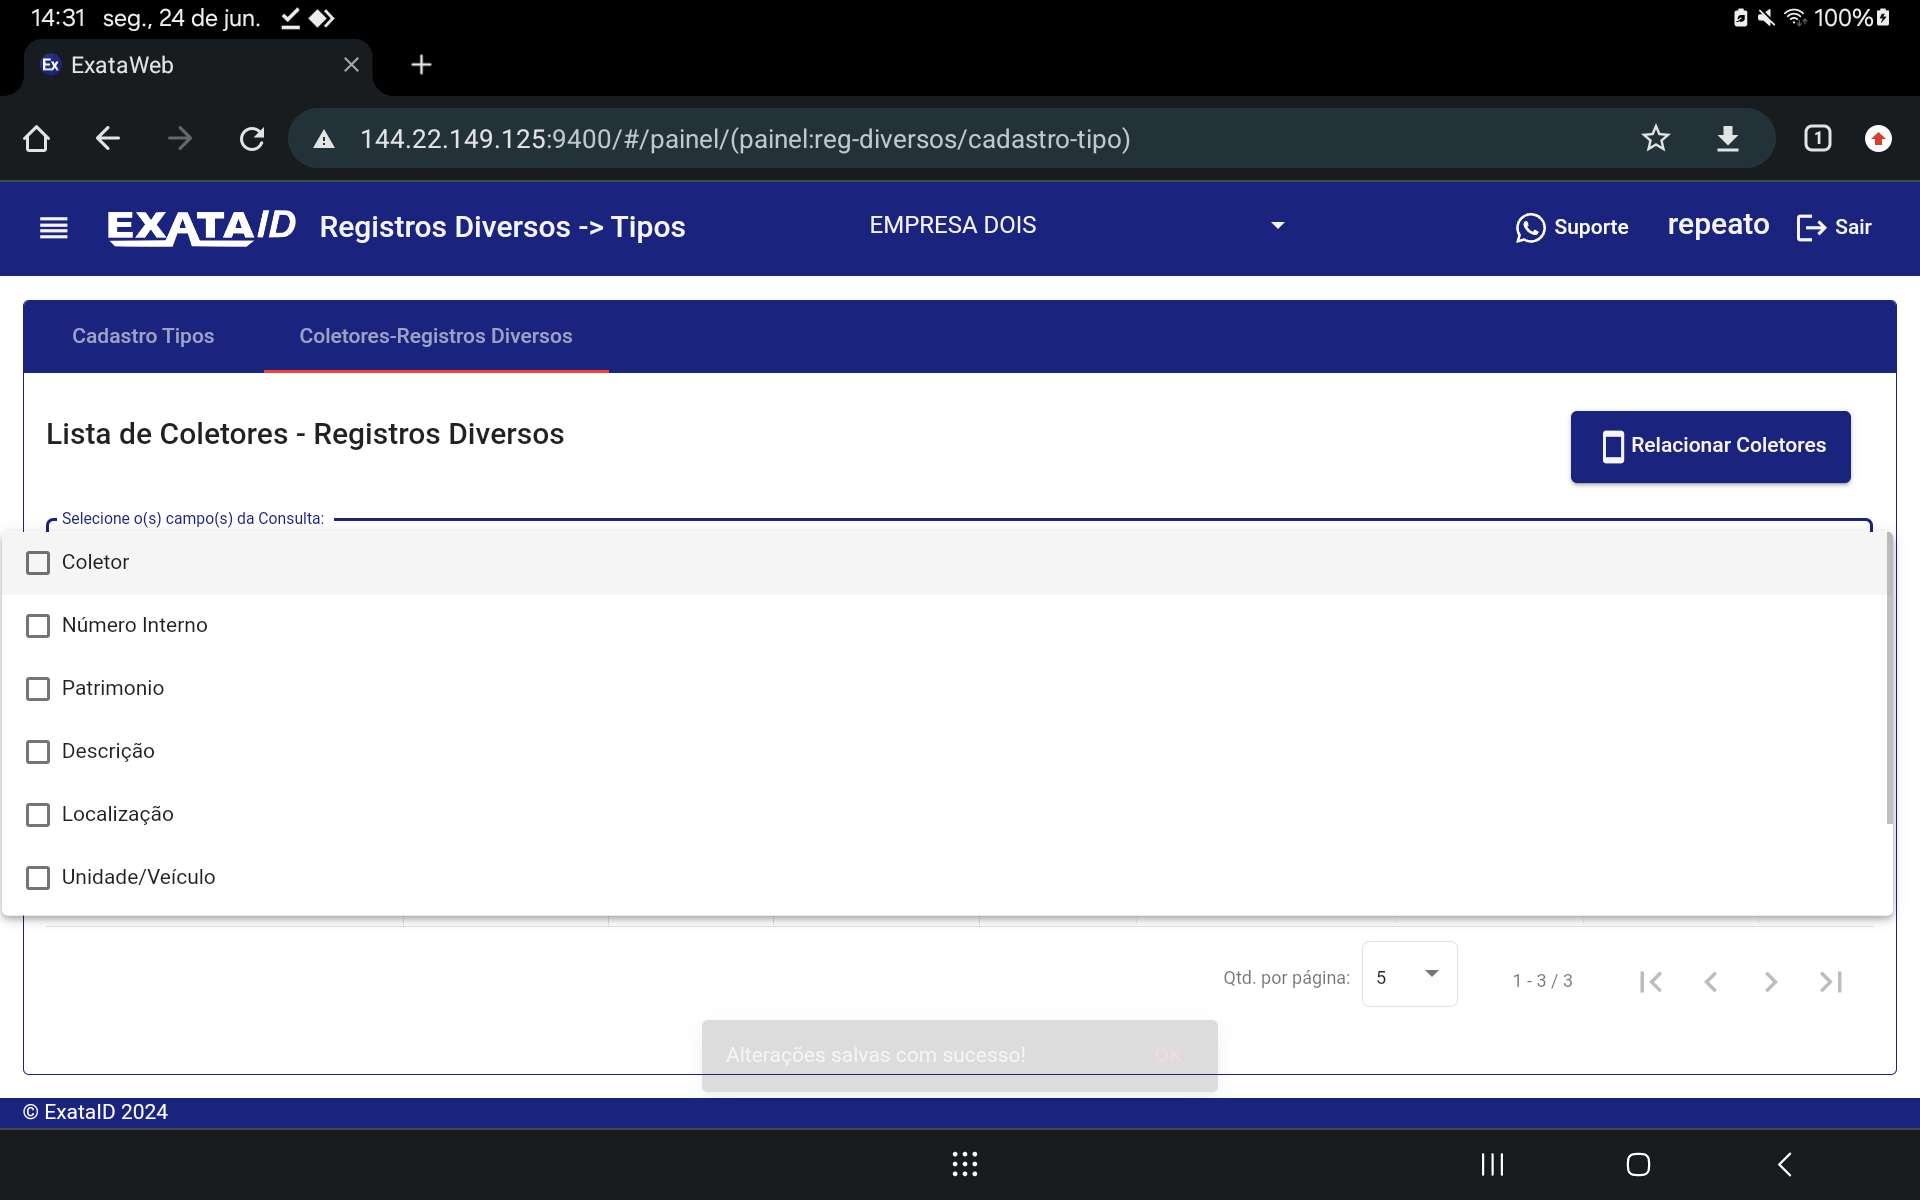 14:31 seg., 24 de jun. 100%
Ex ExataWeb
144.22.149.125:9400/#/painel/(painel:reg-diversos/cadastro-tipo) 1
EXATAID Registros Diversos -> Tipos EMPRESA DOIS Suporte repeato Sair
Cadastro Tipos Coletores-Registros Diversos
Lista de Coletores - Registros Diversos Relacionar Coletores
Selecione o(s) campo(s) da Consulta:
Coletor
Número Interno
Patrimonio
Descrição
Localização
Unidade/Veículo
Qtd. por página: 5 1 - 3 / 3
Alterações salvas com sucesso! OK
© ExataID 2024